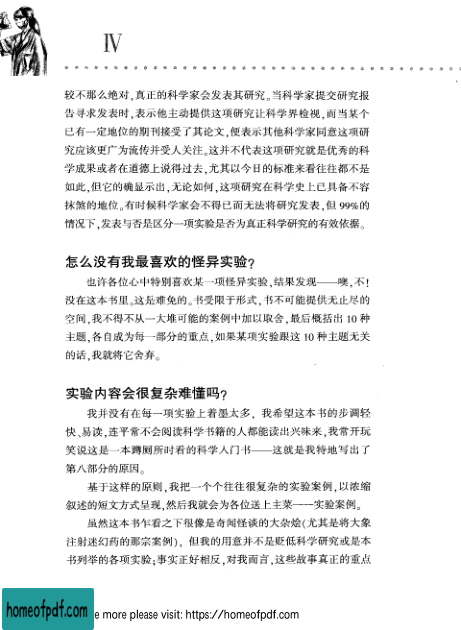 IV
较不那么绝对,真正的科学家会发表其研究。当科学家提交研究报
告寻求发表时,表示他主动提供这项研究让科学界检视,而当某个
已有一定地位的期刊接受了其论文,便表示其他科学家同意这项研
究应该更广为流传并受人关注。这并不代表这项研究就是优秀的科
学成果或者在道德上说得过去,尤其以今日的标准来看往往都不是
如此,但它的确显示出,无论如何,这项研究在科学史上已具备不容
抹煞的地位。有时候科学家会不得已而无法将研究发表,但 99%的
情况下,发表与否是区分一项实验是否为真正科学研究的有效依据。
怎么没有我最喜欢的怪异实验?
也许各位心中特别喜欢某一项怪异实验,结果发现——噢,不!
没在这本书里。这是难免的。书受限于形式,书不可能提供无止尽的
空间,我不得不从一大堆可能的案例中加以取舍,最后概括出 10 种
主题,各自成为每一部分的重点,如果某项实验跟这 10 种主题无关
的话,我就将它舍弃。
实验内容会很复杂难懂吗?
我并没有在每一项实验上着墨太多, 我希望这本书的步调轻
快、易读,连平常不会阅读科学书籍的人都能读出兴味来,我常开玩
笑说这是一本蹲厕所时看的科学入门书——这就是我特地写出了
第八部分的原因。
基于这样的原则,我把一个个往往很复杂的实验案例,以浓缩
叙述的短文方式呈现,然后我就会为各位送上主菜——实验案例。
虽然这本书乍看之下很像是奇闻怪谈的大杂烩(尤其是将大象
注射迷幻药的那宗案例), 但我的用意并不是贬低科学研究或是本
书列举的各项实验;事实正好相反,对我而言,这些故事真正的重点
homeofpdf.com
e more please visit: https://homeofpdf.com